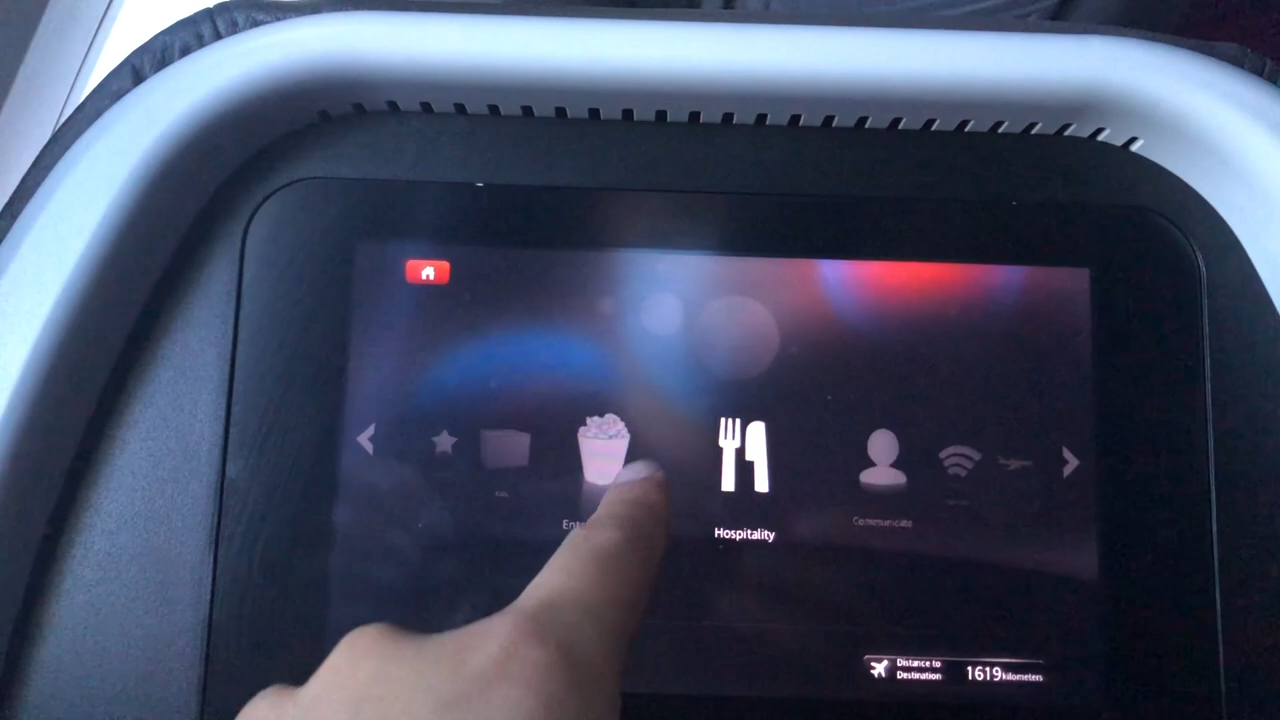 Hospitality
Communicate
Distance to
Destination
1619 kilometers